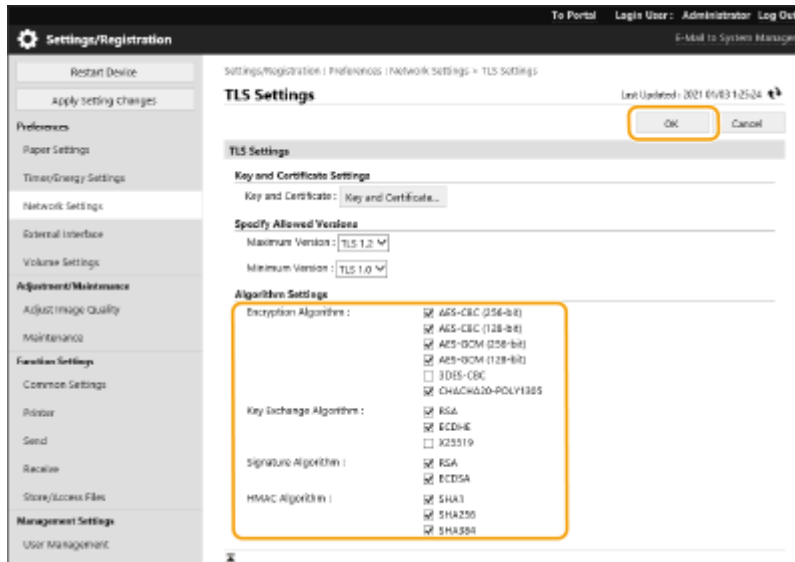 To Portal Login User : Administrator Log Out
Settings/Registration
E-Mail to System Manager
Restart Device
Apply Setting Changes
Preferences
Paper Settings
Timer/Energy Settings
Network Settings
External Interface
Volume Settings
Adjustment/Maintenance
Adjust Image Quality
Maintenance
Function Settings
Common Settings
Printer
Send
Receive
Store/Access Files
Management Settings
User Management
Settings/Registration : Preferences : Network Settings > TLS Settings
TLS Settings
Last Updated : 2021 01/03 1:25:24
OK
Cancel
TLS Settings
Key and Certificate Settings
Key and Certificate : Key and Certificate...
Specify Allowed Versions
Maximum Version : TLS 1.2
Minimum Version : TLS 1.0
Algorithm Settings
Encryption Algorithm : AES-CBC (256-bit)
AES-CBC (128-bit)
AES-GCM (256-bit)
AES-GCM (128-bit)
3DES-CBC
CHACHA20-POLY1305
Key Exchange Algorithm : RSA
ECDHE
X25519
Signature Algorithm : RSA
ECDSA
HMAC Algorithm : SHA1
SHA256
SHA384